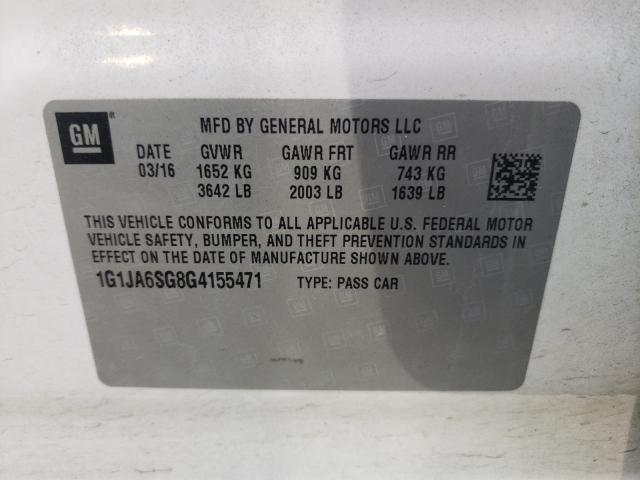 GM
®
MFD BY GENERAL MOTORS LLC
DATE GVWR GAWR FRT GAWR RR
03/16 1652 KG 909 KG 743 KG
3642 LB 2003 LB 1639 LB
THIS VEHICLE CONFORMS TO ALL APPLICABLE U.S. FEDERAL MOTOR
VEHICLE SAFETY, BUMPER, AND THEFT PREVENTION STANDARDS IN
EFFECT ON THE DATE OF MANUFACTURE SHOWN ABOVE.
1G1JA6SG8G4155471 TYPE: PASS CAR